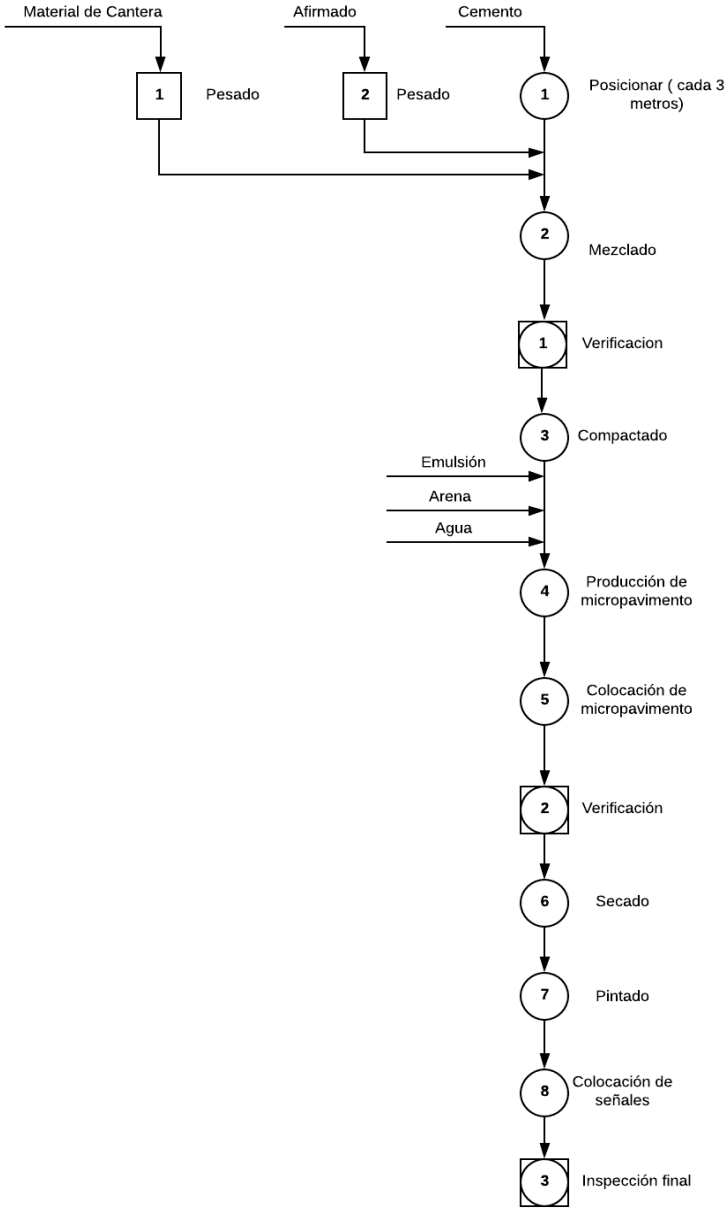 Material de Cantera
Afirmado
Cemento
1
Pesado
2
Pesado
1
Posicionar ( cada 3
metros)
2
Mezclado
1
Verificacion
3
Compactado
Emulsión
Arena
Agua
4
Producción de
micropavimento
5
Colocación de
micropavimento
2
Verificación
6
Secado
7
Pintado
8
Colocación de
señales
3
Inspección final